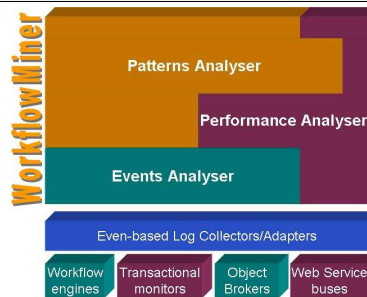 WorkflowMiner
Patterns Analyser
Performance Analyser
Events Analyser
Even-based Log Collectors/Adapters
Workflow
engines
Transactional
monitors
Object
Brokers
Web Service
buses